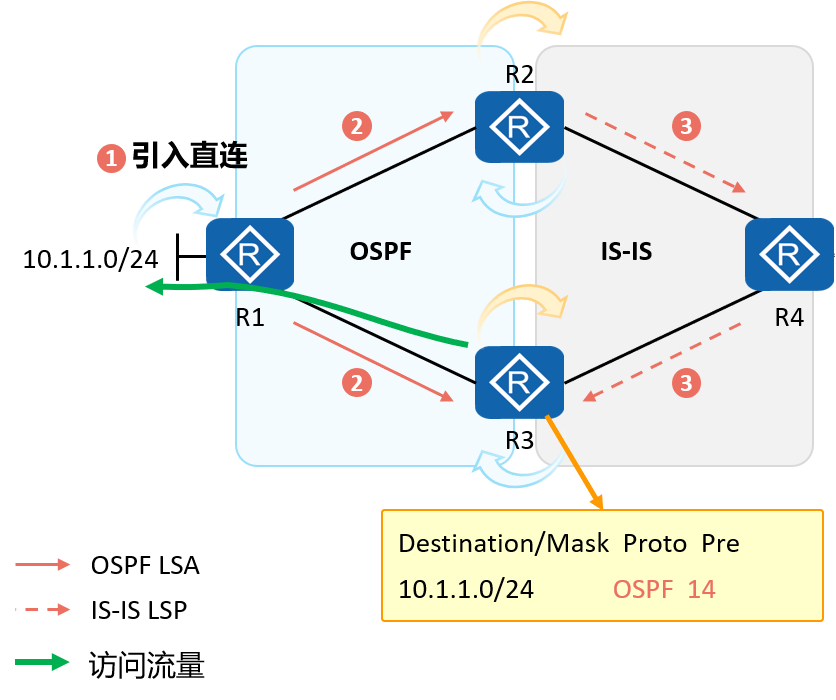 R2
2
3
1 引入直连
10.1.1.0/24
R
R
OSPF
IS-IS
R
R1
R4
2
3
R
R3
Destination/Mask Proto Pre
10.1.1.0/24 OSPF 14
OSPF LSA
IS-IS LSP
访问流量